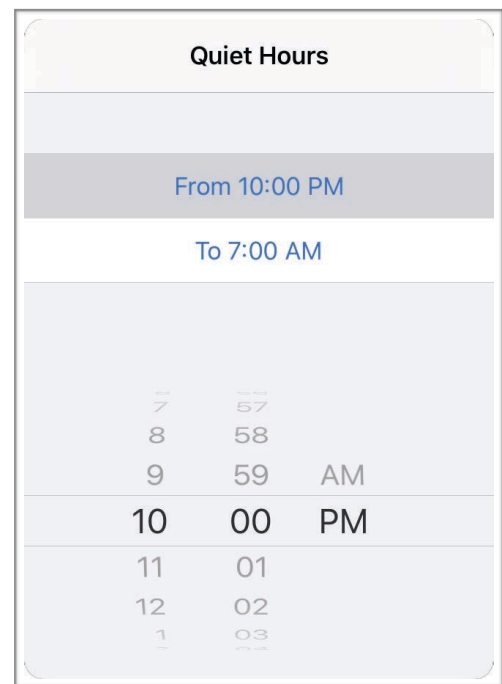 Quiet Hours
From 10:00 PM
To 7:00 AM
7 57
8 58
9 59 AM
10 00 PM
11 01
12 02
1 03